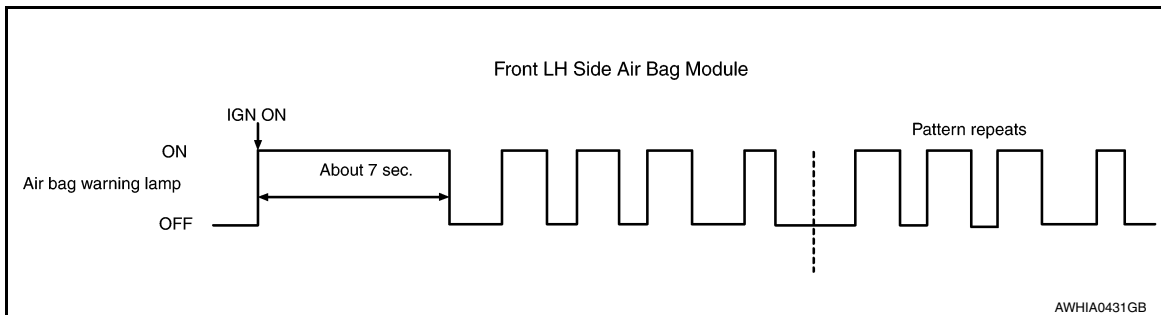 Front LH Side Air Bag Module
IGN ON
Pattern repeats
ON
About 7 sec.
Air bag warning lamp
OFF
AWHIA0431GB